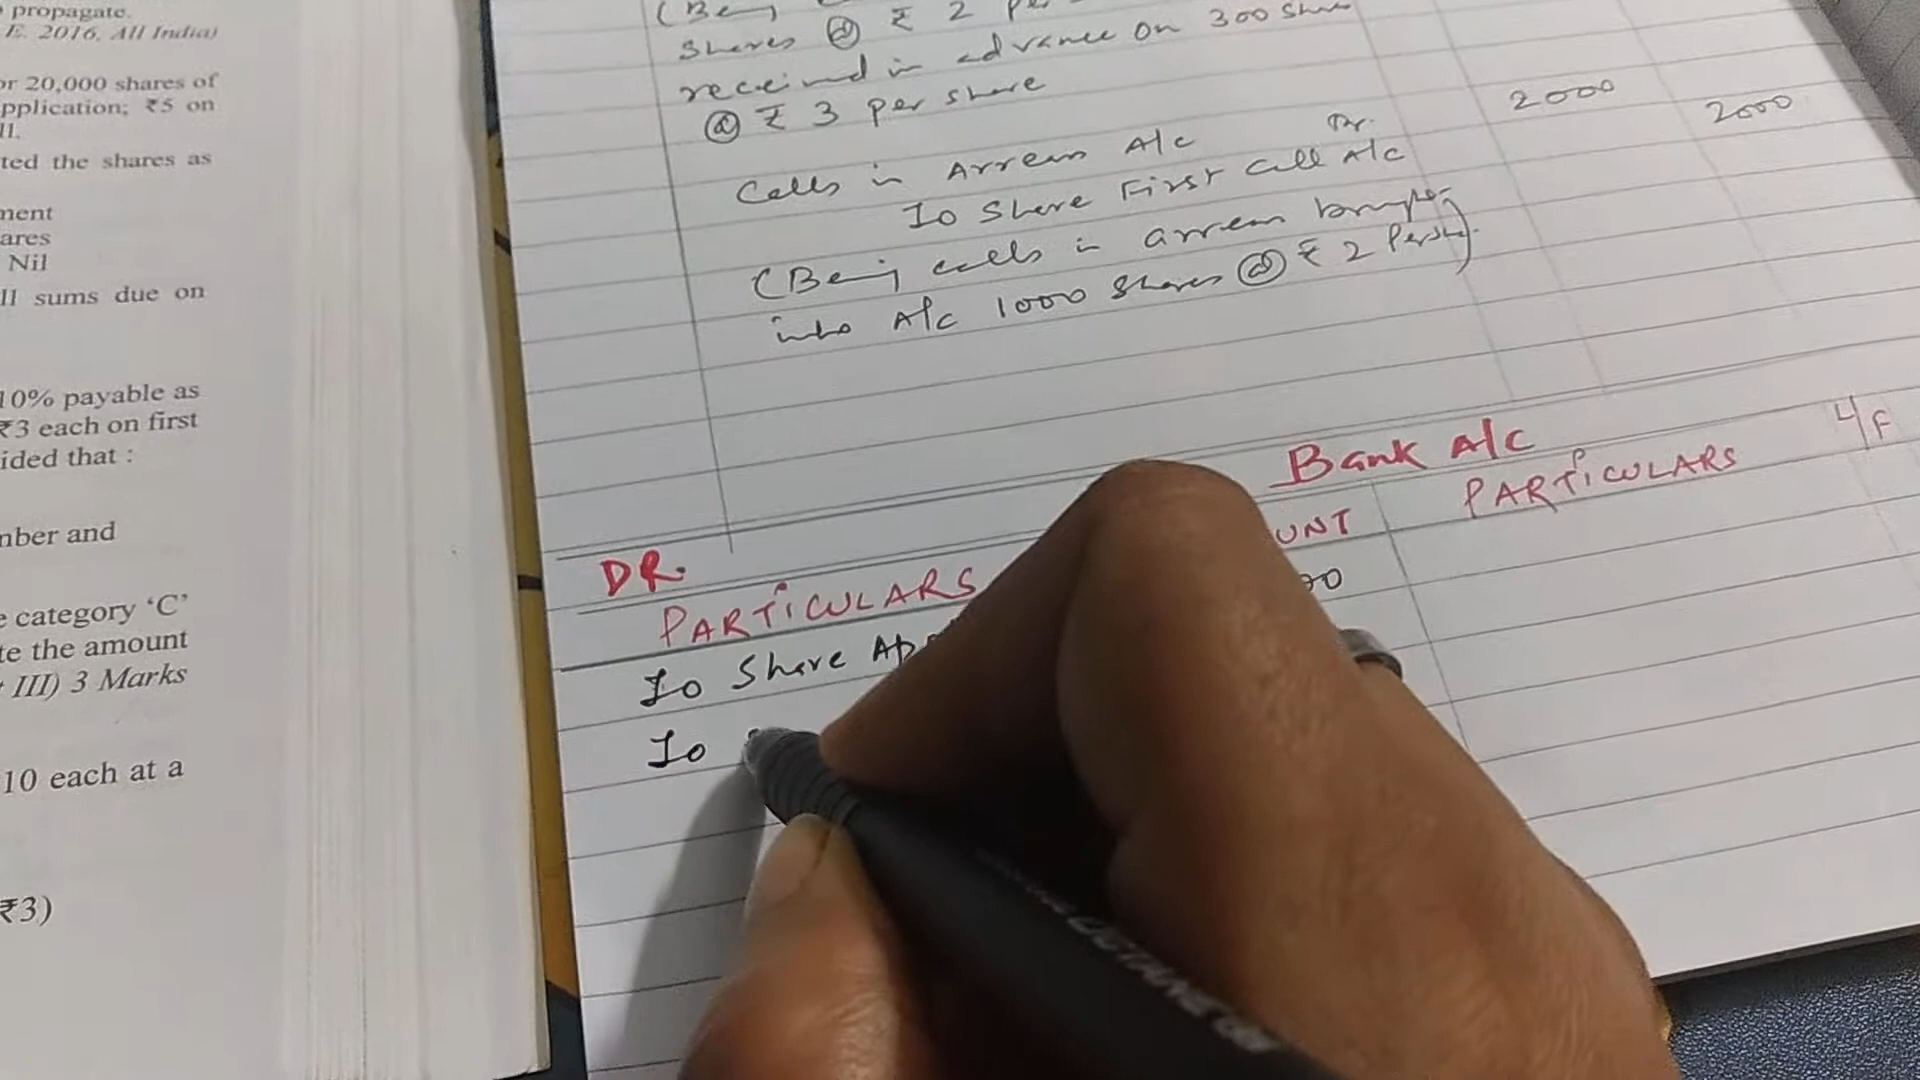 propagate.
E. 2016, All India)
or 20,000 shares of
pplication; ₹5 on
ll.
ted the shares as
ment
ares
Nil
ll sums due on
10% payable as
₹3 each on first
ided that :
mber and
e category ‘C’
te the amount
III) 3 Marks
10 each at a
₹3)
(Being
shares @ ₹ 2 per
received in advance on 300 share
@ ₹ 3 per share
Calls in Arrears A/c Dr. 2000
To Share First Call A/c 2000
(Being calls in arrears brought
into A/c 1000 shares @ ₹ 2 Persh.)
Bank A/c
DR.
PARTICULARS UNT PARTICULARS L/F
To Share Ap
To